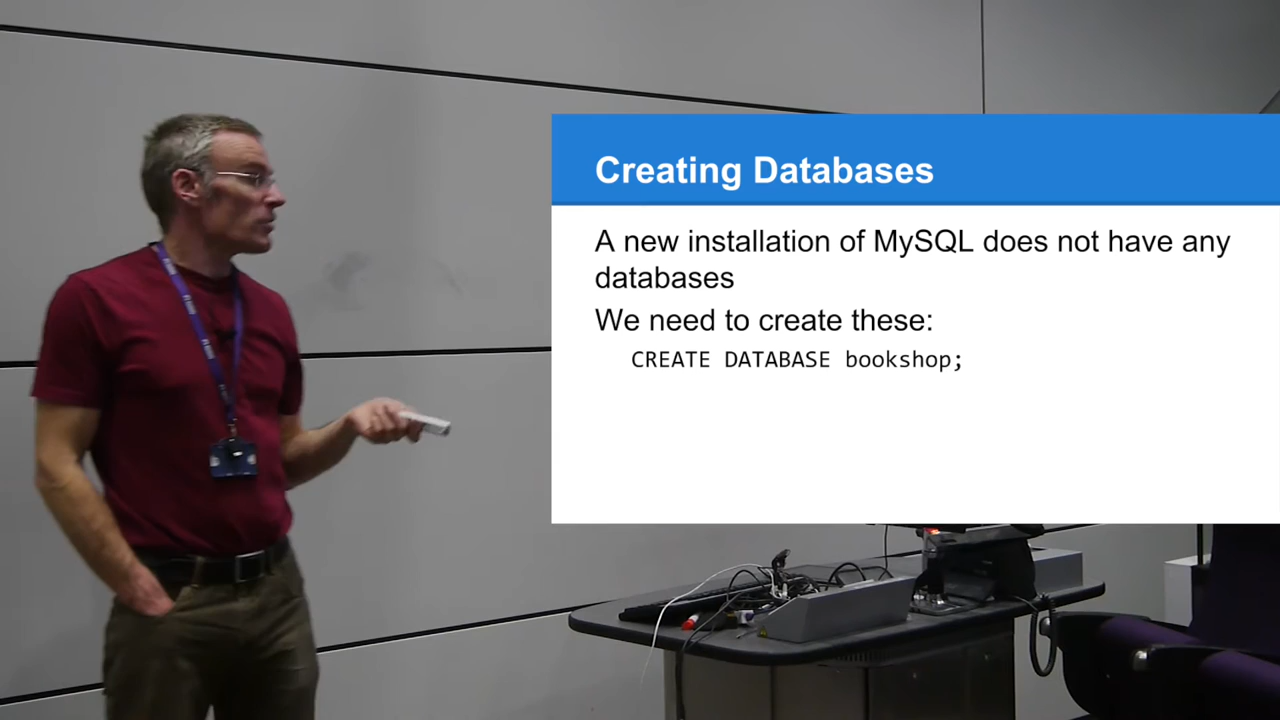 Creating Databases
A new installation of MySQL does not have any
databases
We need to create these:
CREATE DATABASE bookshop;